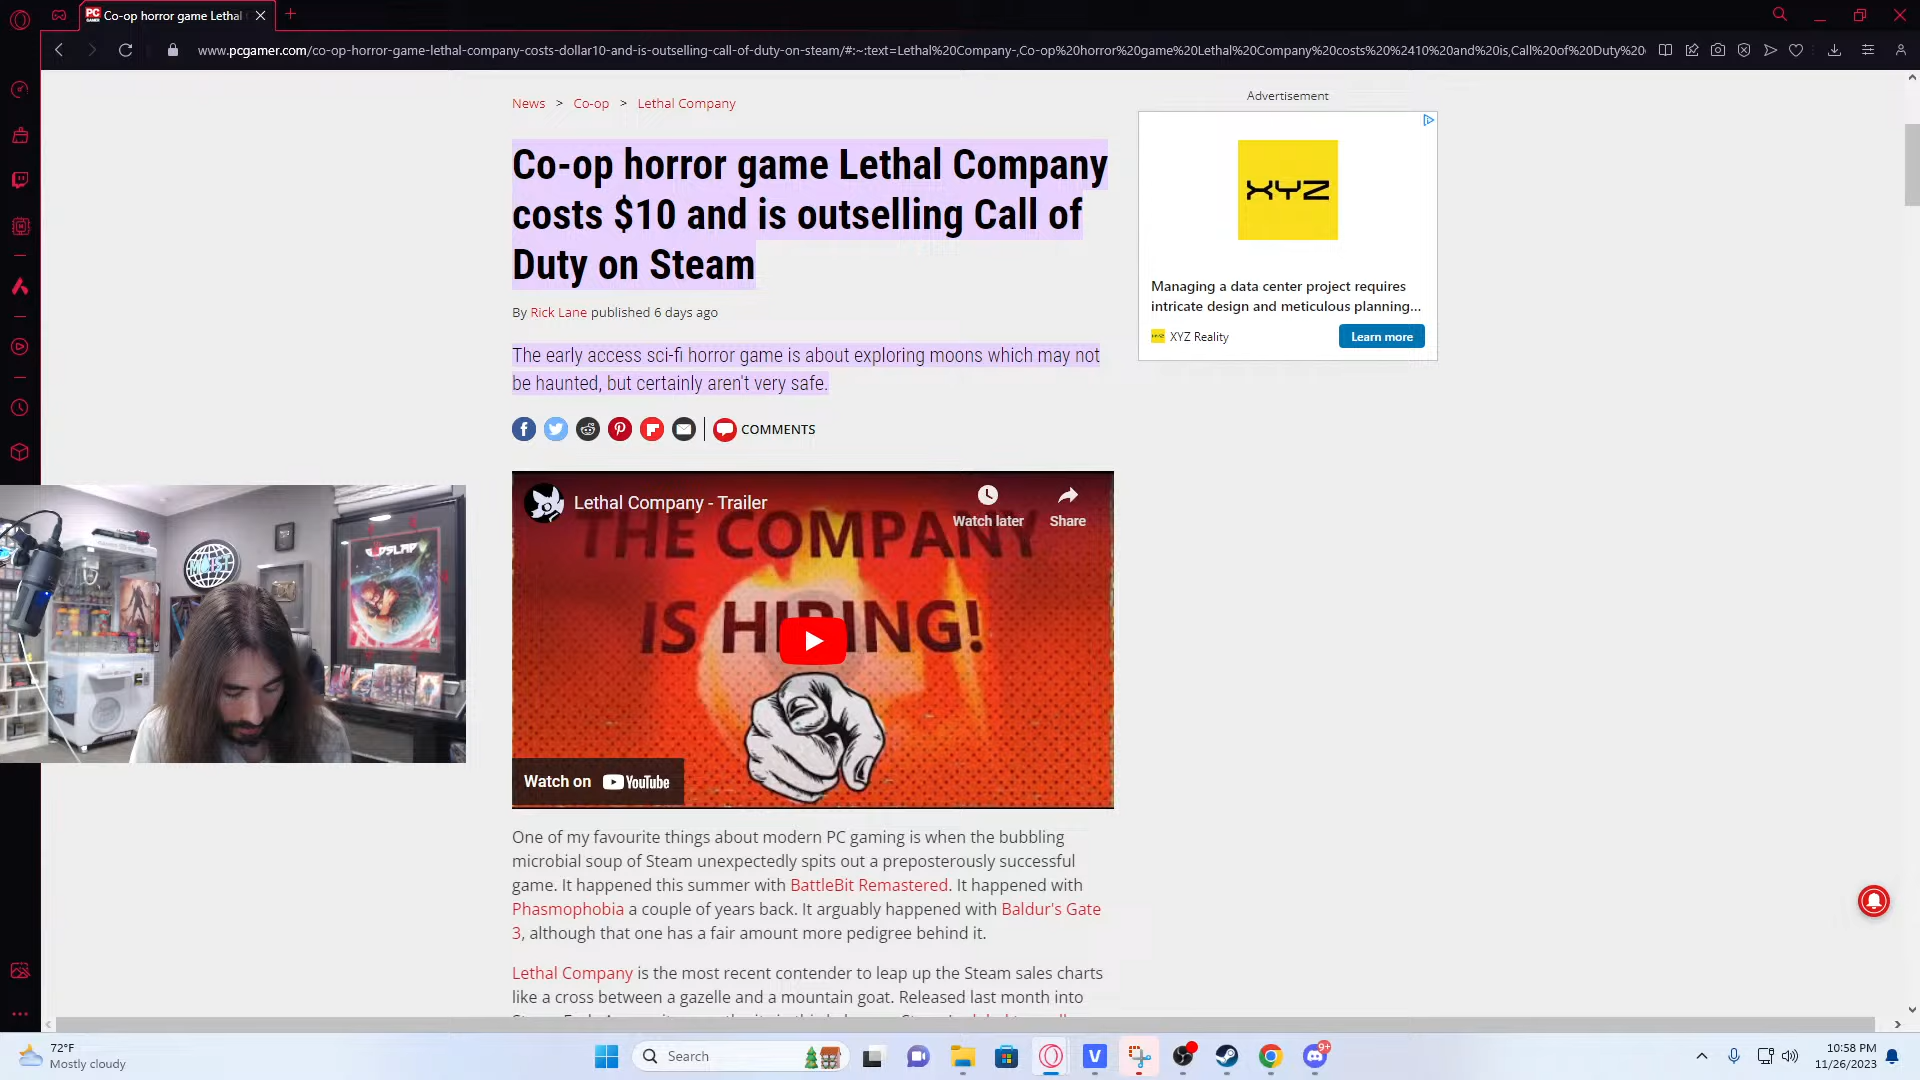 PC GAMER
Co-op horror game Lethal
www.pcgamer.com/co-op-horror-game-lethal-company-costs-dollar10-and-is-outselling-call-of-duty-on-steam/#:~:text=Lethal%20Company-,Co-op%20horror%20game%20Lethal%20Company%20costs%20%2410%20and%20is,Call%20of%20Duty%20
News > Co-op > Lethal Company
Advertisement
Co-op horror game Lethal Company
costs $10 and is outselling Call of
Duty on Steam
By Rick Lane published 6 days ago
The early access sci-fi horror game is about exploring moons which may not
be haunted, but certainly aren't very safe.
XYZ
Managing a data center project requires
intricate design and meticulous planning...
XYZ Reality
Learn more
COMMENTS
Lethal Company - Trailer
Watch later
Share
THE COMPANY
IS HIRING!
Watch on YouTube
MOIST
GODSLAP
One of my favourite things about modern PC gaming is when the bubbling
microbial soup of Steam unexpectedly spits out a preposterously successful
game. It happened this summer with BattleBit Remastered. It happened with
Phasmophobia a couple of years back. It arguably happened with Baldur's Gate
3, although that one has a fair amount more pedigree behind it.
Lethal Company is the most recent contender to leap up the Steam sales charts
like a cross between a gazelle and a mountain goat. Released last month into
72°F
Mostly cloudy
Search
9+
10:58 PM
11/26/2023